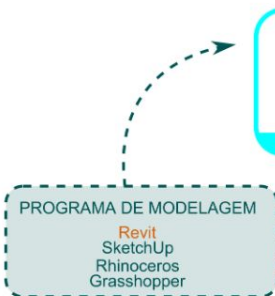 PROGRAMA DE MODELAGEM
Revit
SketchUp
Rhinoceros
Grasshopper